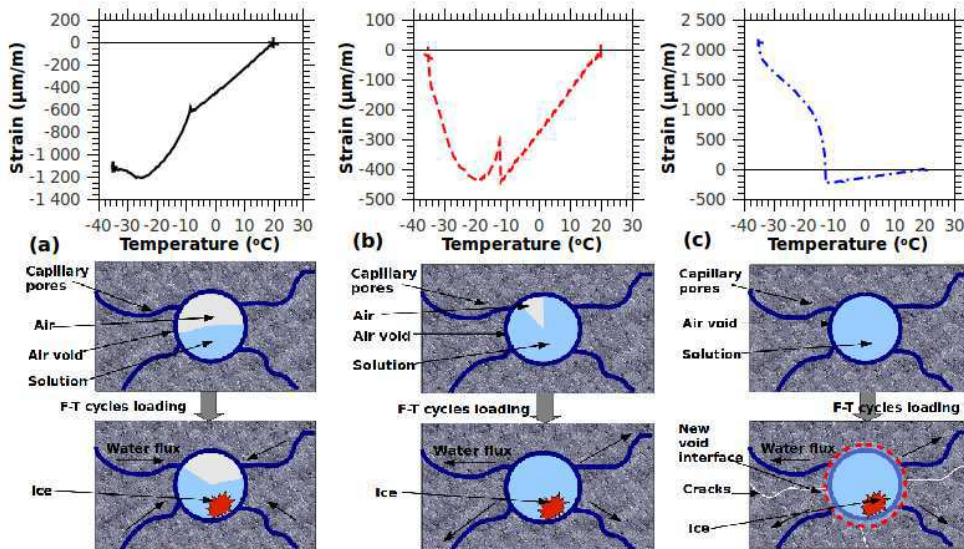 200
0
-200
-400
-600
-800
-1 000
-1 200
-1 400
Strain (µm/m)
-40 -30 -20 -10 0 10 20 30
Temperature (ºC)
(a)
100
0
-100
-200
-300
-400
-500
Strain (µm/m)
-40 -30 -20 -10 0 10 20 30
Temperature (ºC)
(b)
2 500
2 000
1 500
1 000
500
0
-500
Strain (µm/m)
-40 -30 -20 -10 0 10 20 30
Temperature (ºC)
(c)
Capillary
pores
Air
Air void
Solution
F-T cycles loading
Water flux
Ice
Capillary
pores
Air
Air void
Solution
F-T cycles loading
Water flux
Ice
Capillary
pores
Air void
Solution
F-T cycles loading
New
void
interface
Water flux
Cracks
Ice